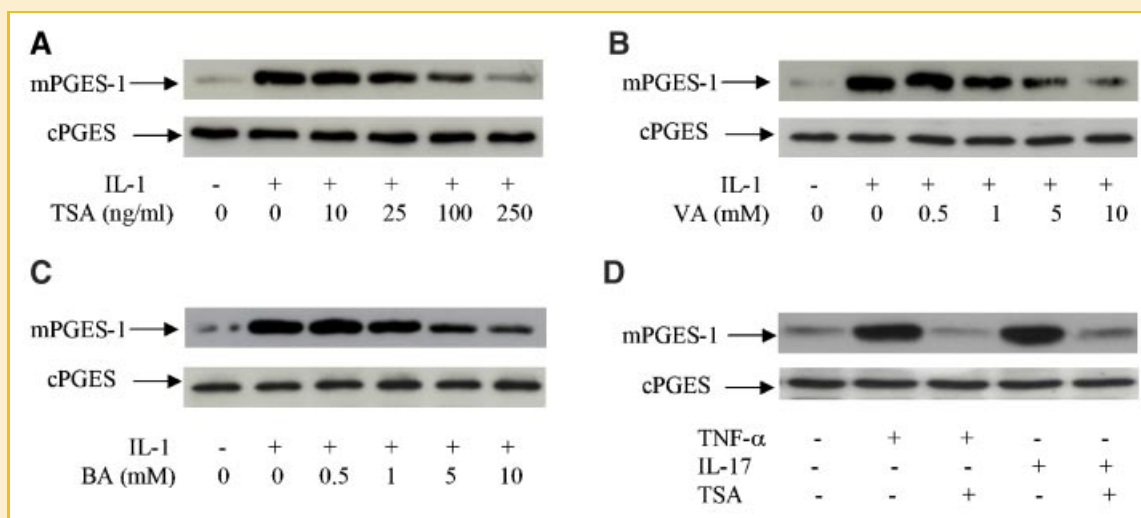 A
mPGES-1
cPGES
IL-1 - + + + + +
TSA (ng/ml) 0 0 10 25 100 250
B
mPGES-1
cPGES
IL-1 - + + + + +
VA (mM) 0 0 0.5 1 5 10
C
mPGES-1
cPGES
IL-1 - + + + + +
BA (mM) 0 0 0.5 1 5 10
D
mPGES-1
cPGES
TNF-α - + + - -
IL-17 - - - + +
TSA - - + - +